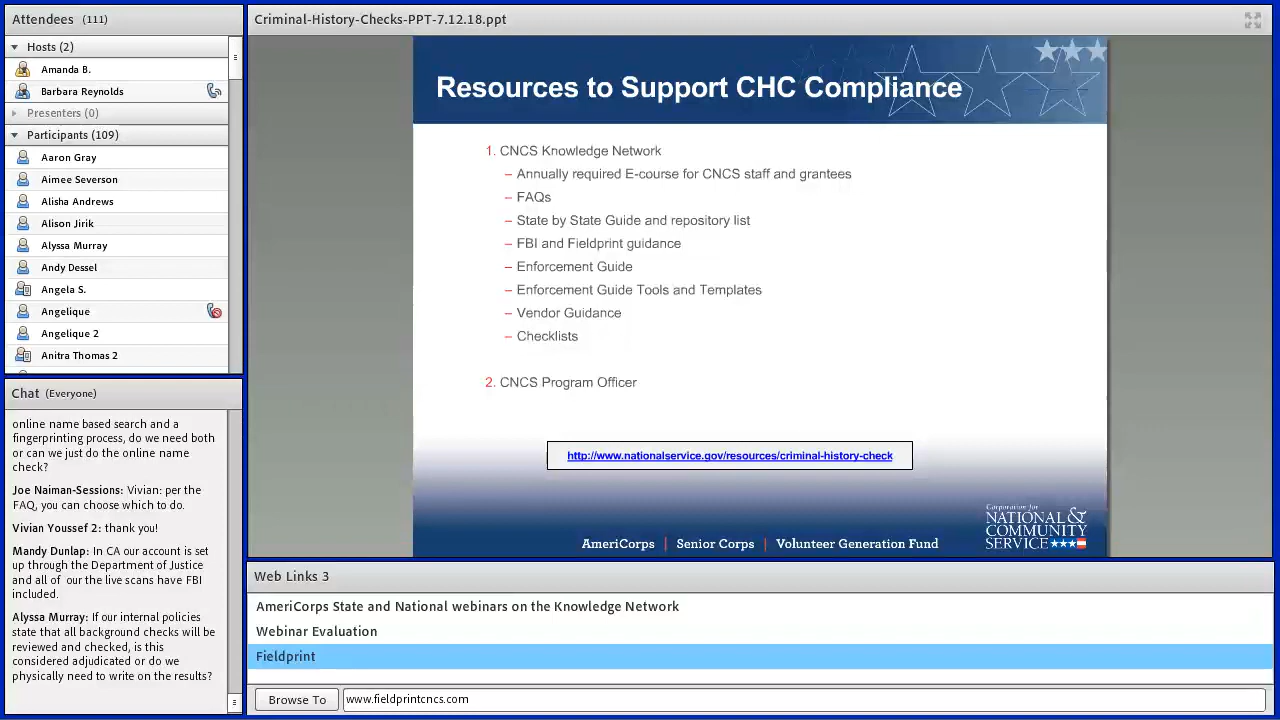 Attendees (111)
Hosts (2)
Amanda B.
Barbara Reynolds
Presenters (0)
Participants (109)
Aaron Gray
Aimee Severson
Alisha Andrews
Alison Jirik
Alyssa Murray
Andy Dessel
Angela S.
Angelique
Angelique 2
Anitra Thomas 2
Chat (Everyone)
online name based search and a
fingerprinting process, do we need both
or can we just do the online name
check?
Joe Naiman-Sessions: Vivian: per the
FAQ, you can choose which to do.
Vivian Youssef 2: thank you!
Mandy Dunlap: In CA our account is set
up through the Department of Justice
and all of our the live scans have FBI
included.
Alyssa Murray: If our internal policies
state that all background checks will be
reviewed and checked, is this
considered adjudicated or do we
physically need to write on the results?
Criminal-History-Checks-PPT-7.12.18.ppt
Resources to Support CHC Compliance
1. CNCS Knowledge Network
– Annually required E-course for CNCS staff and grantees
– FAQs
– State by State Guide and repository list
– FBI and Fieldprint guidance
– Enforcement Guide
– Enforcement Guide Tools and Templates
– Vendor Guidance
– Checklists
2. CNCS Program Officer
http://www.nationalservice.gov/resources/criminal-history-check
AmeriCorps | Senior Corps | Volunteer Generation Fund
Corporation for
NATIONAL &
COMMUNITY
SERVICE
Web Links 3
AmeriCorps State and National webinars on the Knowledge Network
Webinar Evaluation
Fieldprint
Browse To www.fieldprintcncs.com